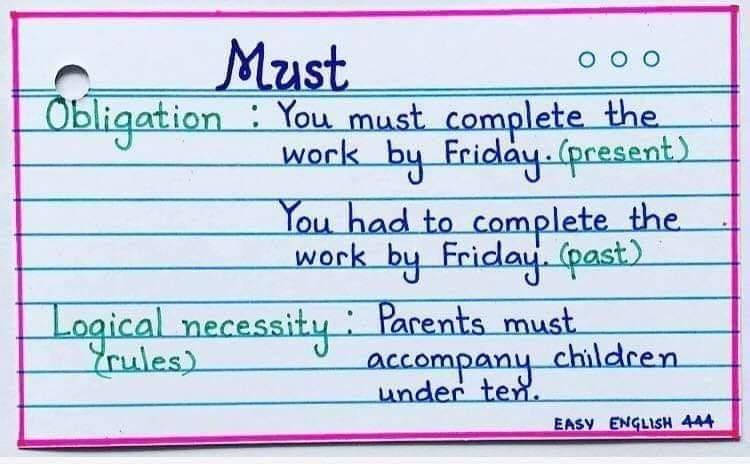 Must
Obligation : You must complete the
work by Friday. (present)
You had to complete the
work by Friday. (past)
Logical necessity : Parents must
(rules) accompany children
under ten.
EASY ENGLISH 444